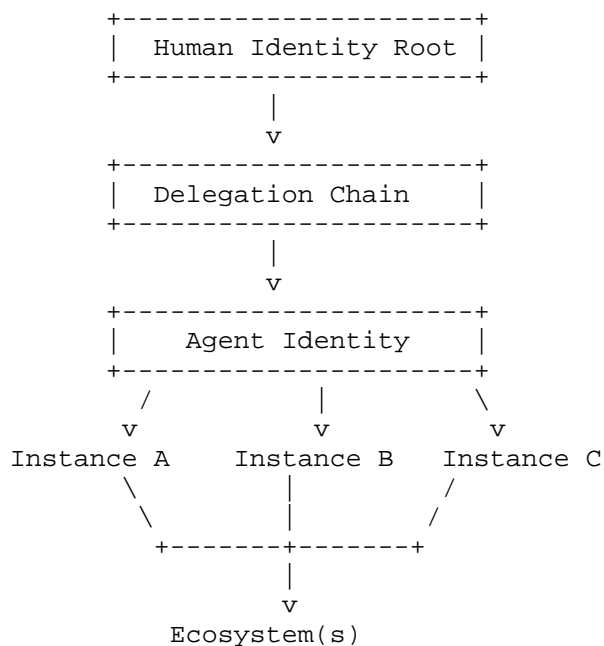 Human Identity Root
Delegation Chain
Agent Identity
Instance A Instance B Instance C
Ecosystem(s)